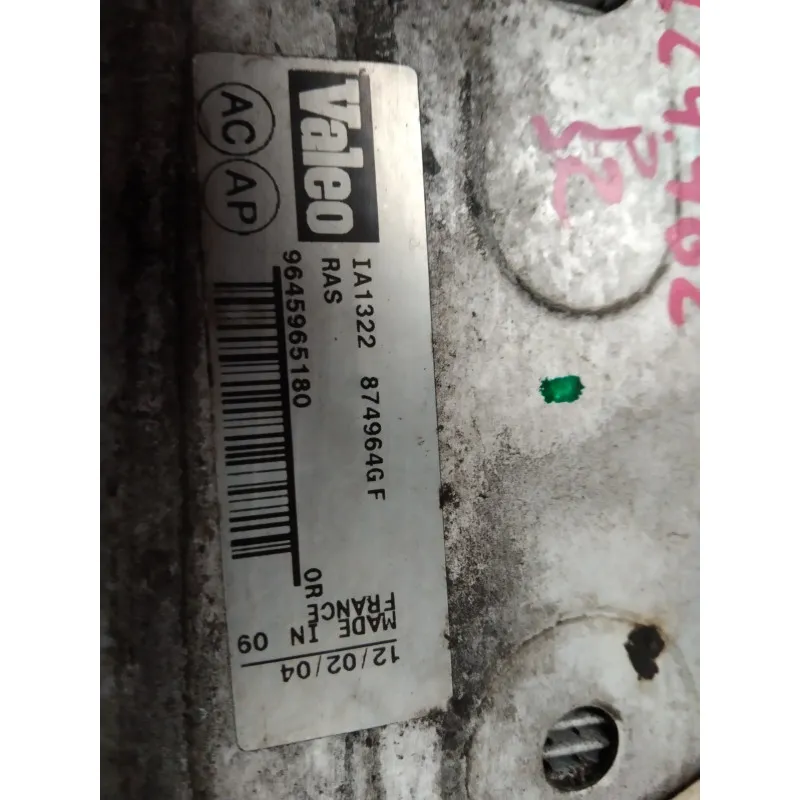 AC AP
Valeo
IA1322 874964GF
RAS
9645965180
OR
MADE IN
FRANCE
12/02/04
09